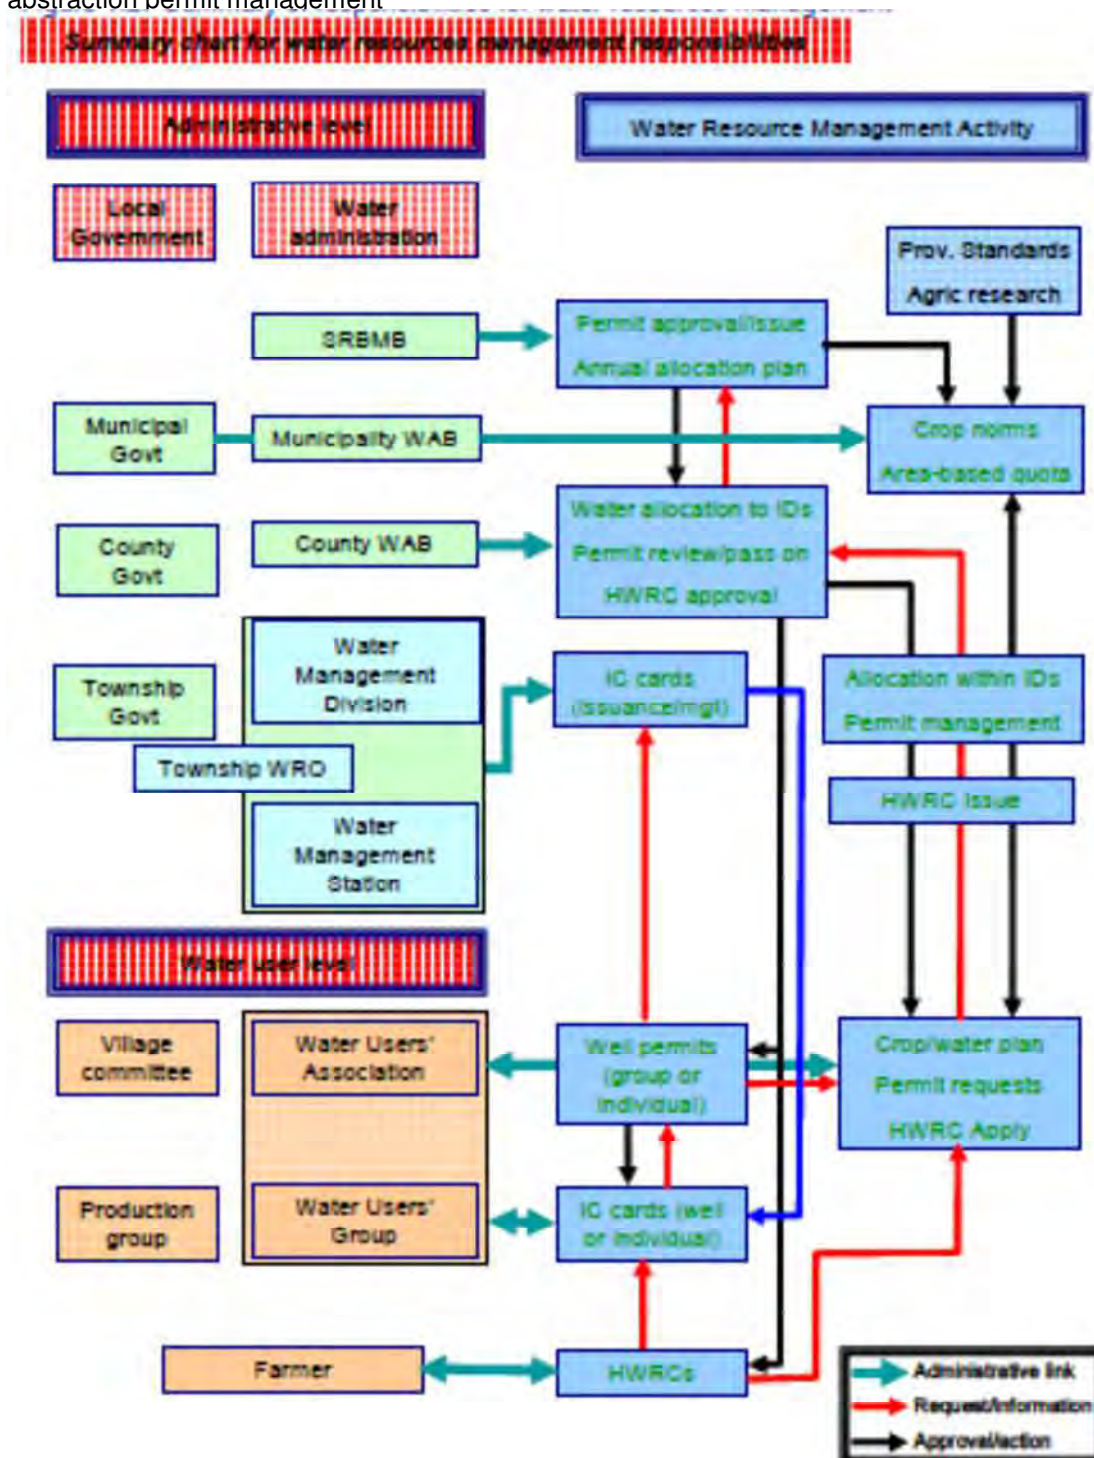 abstraction permit management
Summary chart for water resources management responsibilities
Administrative level
Water Resource Management Activity
Local
Government
Water
administration
Prov. Standards
Agric research
SRBMB
Permit approval/issue
Annual allocation plan
Municipal
Govt
Municipality WAB
Crop norms
Area-based quota
County
Govt
County WAB
Water allocation to IDs
Permit review/pass on
HWRC approval
Township
Govt
Water
Management
Division
IC cards
(issuance/mgt)
Allocation within IDs
Permit management
Township WRO
HWRC Issue
Water
Management
Station
Water user level
Village
committee
Water Users'
Association
Well permits
(group or
individual)
Crop/water plan
Permit requests
HWRC Apply
Production
group
Water Users'
Group
IC cards (well
or individual)
Farmer
HWRCs
Administrative link
Request/information
Approval/action